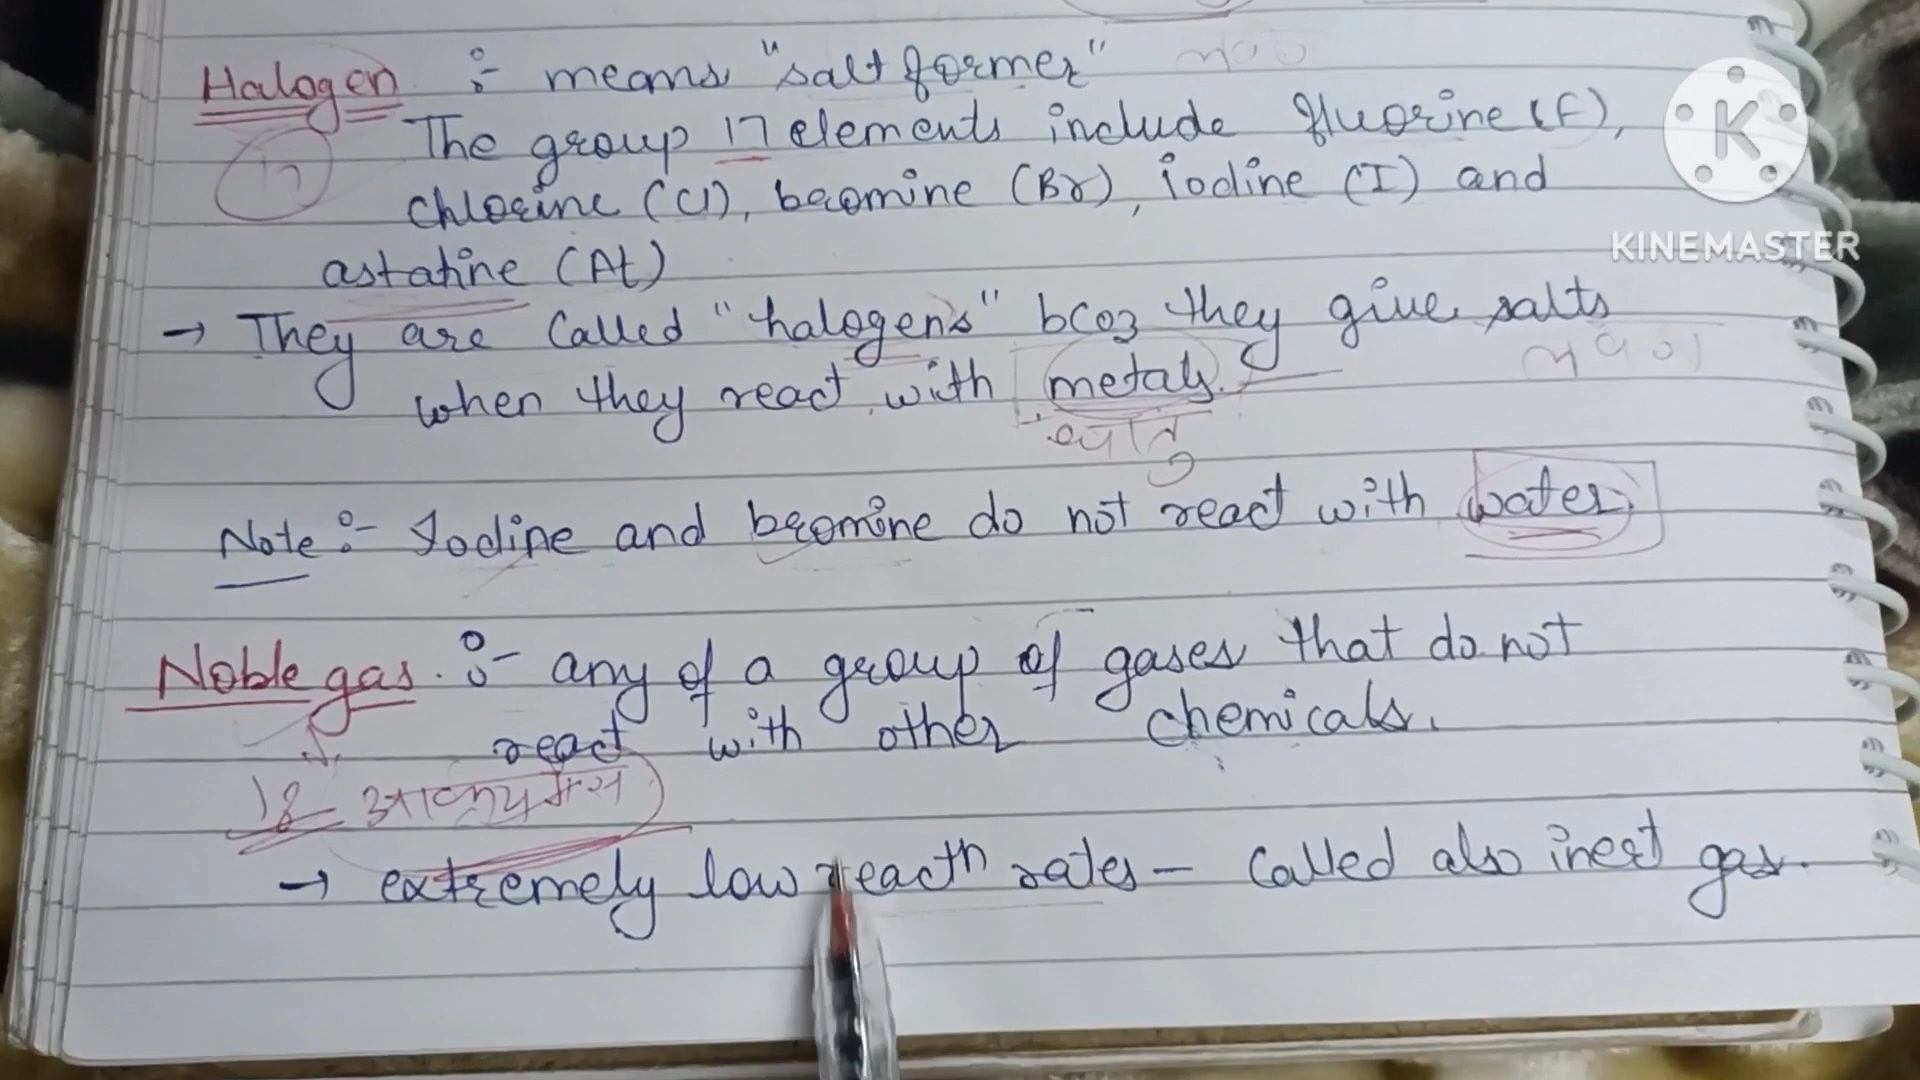 Halogen :- means "salt former" लवण
The group 17 elements include fluorine (F),
17
chlorine (Cl), bromine (Br), iodine (I) and
astatine (At)
→ They are called "halogens" bcoz they give salts
when they react with metals.
लवण
धातु
Note :- Iodine and bromine do not react with water.
Noble gas. :- any of a group of gases that do not
react with other chemicals.
18
→ extremely low reactn rates - called also inert gas.
K
KINEMASTER